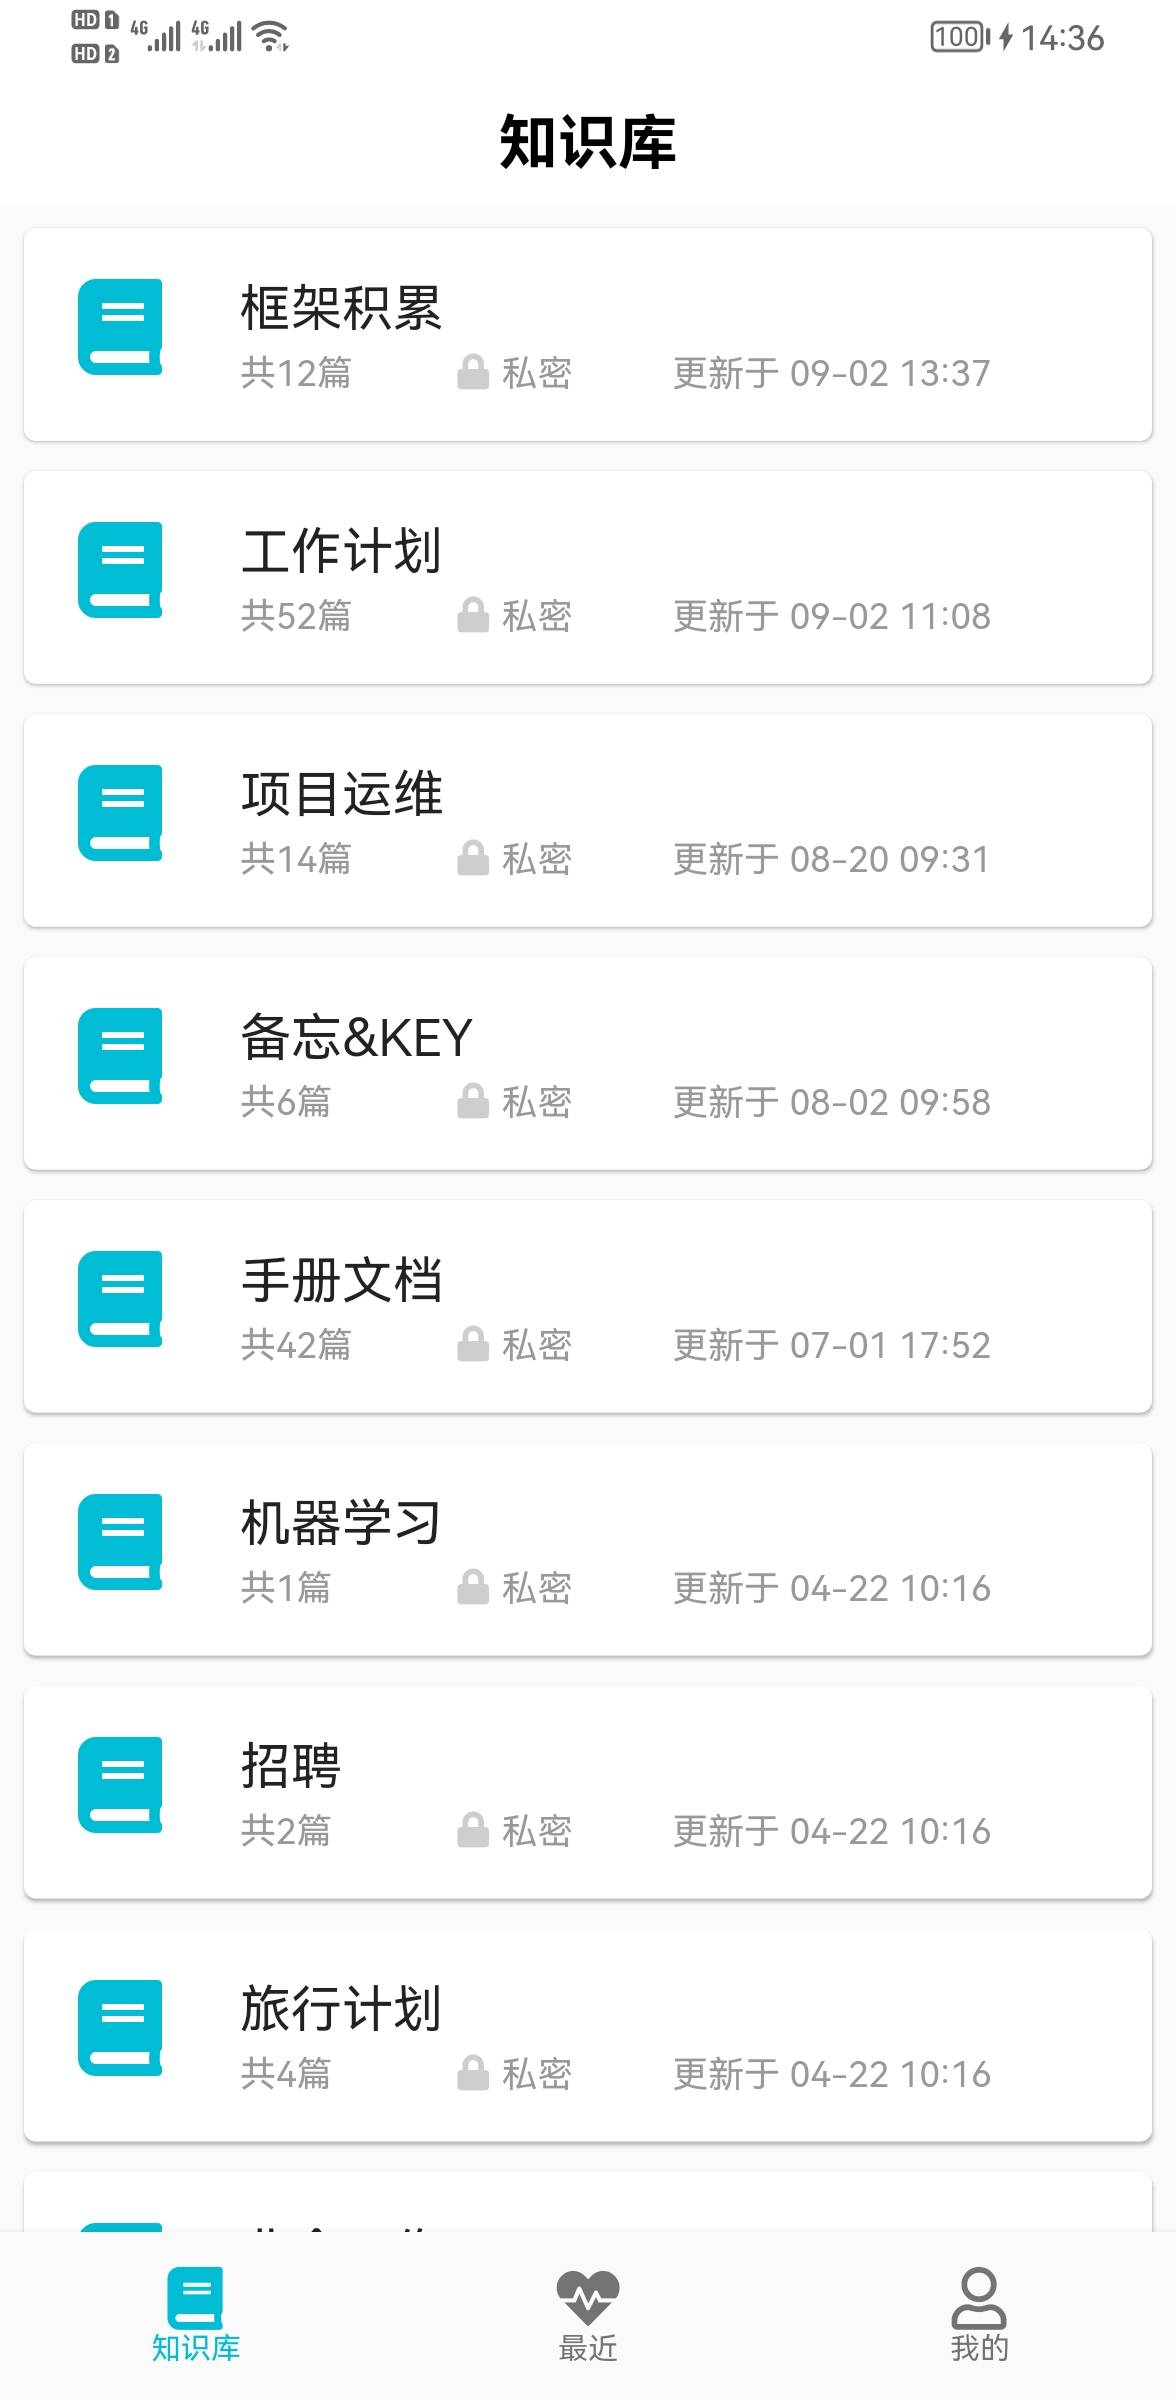 HD 1 4G 4G 100 14:36
HD 2
知识库
框架积累
共12篇 私密 更新于 09-02 13:37
工作计划
共52篇 私密 更新于 09-02 11:08
项目运维
共14篇 私密 更新于 08-20 09:31
备忘&KEY
共6篇 私密 更新于 08-02 09:58
手册文档
共42篇 私密 更新于 07-01 17:52
机器学习
共1篇 私密 更新于 04-22 10:16
招聘
共2篇 私密 更新于 04-22 10:16
旅行计划
共4篇 私密 更新于 04-22 10:16
知识库 最近 我的